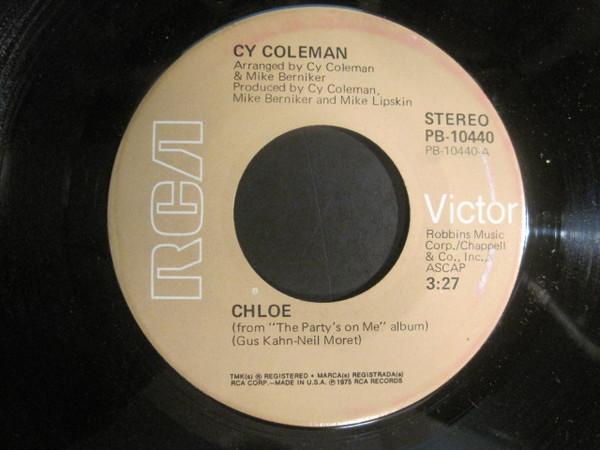 CY COLEMAN
Arranged by Cy Coleman
& Mike Berniker
Produced by Cy Coleman,
Mike Berniker and Mike Lipskin
STEREO
PB-10440
PB-10440-A
RCA
Victor
Robbins Music
Corp./Chappell
& Co., Inc.,
ASCAP
3:27
CHLOE
(from "The Party's on Me" album)
(Gus Kahn-Neil Moret)
TMK(s) ® REGISTERED • MARCA(s) REGISTRADA(s)
RCA CORP.—MADE IN U.S.A. ℗ 1975 RCA RECORDS